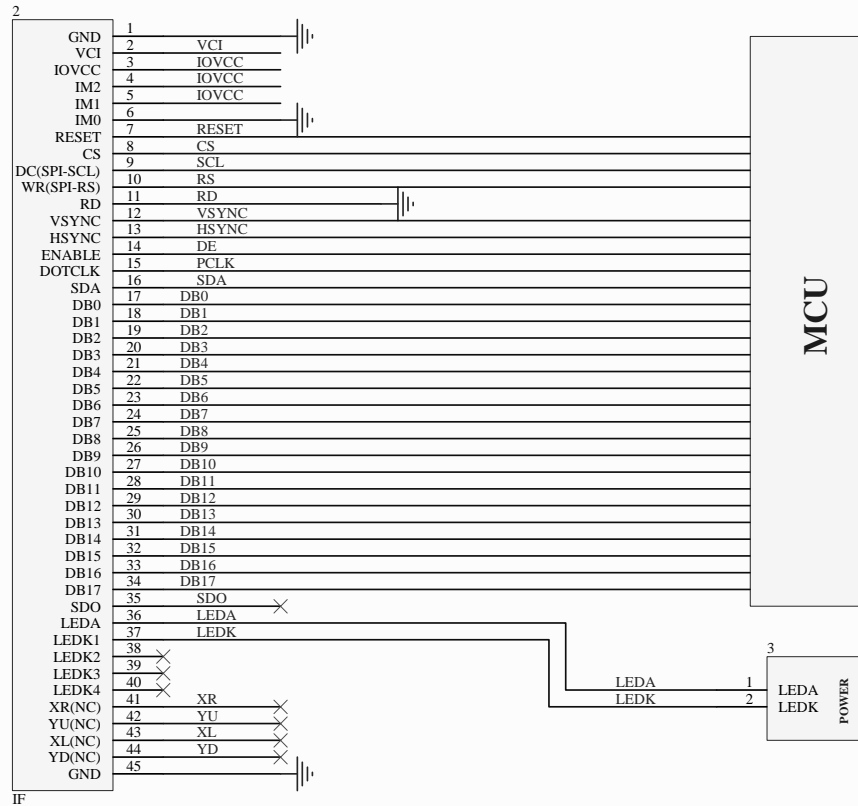 2
GND 1
VCI 2 VCI
IOVCC 3 IOVCC
IM2 4 IOVCC
IM1 5 IOVCC
IM0 6
RESET 7 RESET
CS 8 CS
DC(SPI-SCL) 9 SCL
WR(SPI-RS) 10 RS
RD 11 RD
VSYNC 12 VSYNC
HSYNC 13 HSYNC
ENABLE 14 DE
DOTCLK 15 PCLK
SDA 16 SDA
DB0 17 DB0
DB1 18 DB1
DB2 19 DB2
DB3 20 DB3
DB4 21 DB4
DB5 22 DB5
DB6 23 DB6
DB7 24 DB7
DB8 25 DB8
DB9 26 DB9
DB10 27 DB10
DB11 28 DB11
DB12 29 DB12
DB13 30 DB13
DB14 31 DB14
DB15 32 DB15
DB16 33 DB16
DB17 34 DB17
SDO 35 SDO
LEDA 36 LEDA
LEDK1 37 LEDK
LEDK2 38
LEDK3 39
LEDK4 40
XR(NC) 41 XR
YU(NC) 42 YU
XL(NC) 43 XL
YD(NC) 44 YD
GND 45
IF
MCU
3
LEDA 1 LEDA
LEDK 2 LEDK
POWER